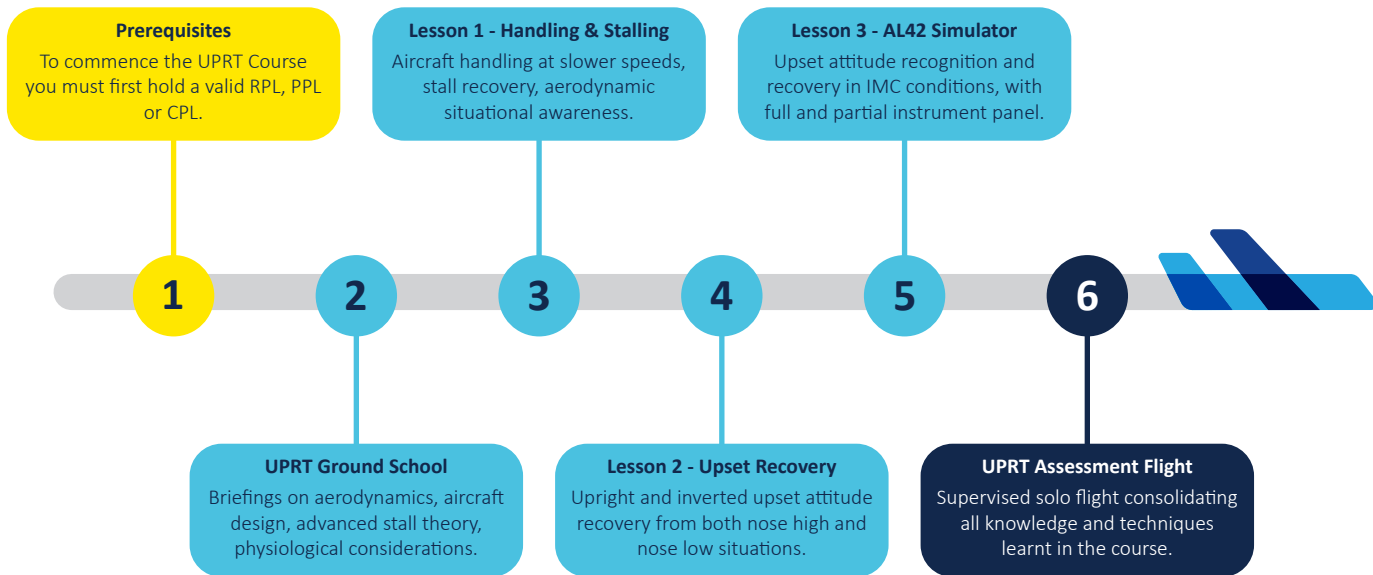 Prerequisites
To commence the UPRT Course
you must first hold a valid RPL, PPL
or CPL.
Lesson 1 - Handling & Stalling
Aircraft handling at slower speeds,
stall recovery, aerodynamic
situational awareness.
Lesson 3 - AL42 Simulator
Upset attitude recognition and
recovery in IMC conditions, with
full and partial instrument panel.
1
2
3
4
5
6
UPRT Ground School
Briefings on aerodynamics, aircraft
design, advanced stall theory,
physiological considerations.
Lesson 2 - Upset Recovery
Upright and inverted upset attitude
recovery from both nose high and
nose low situations.
UPRT Assessment Flight
Supervised solo flight consolidating
all knowledge and techniques
learnt in the course.